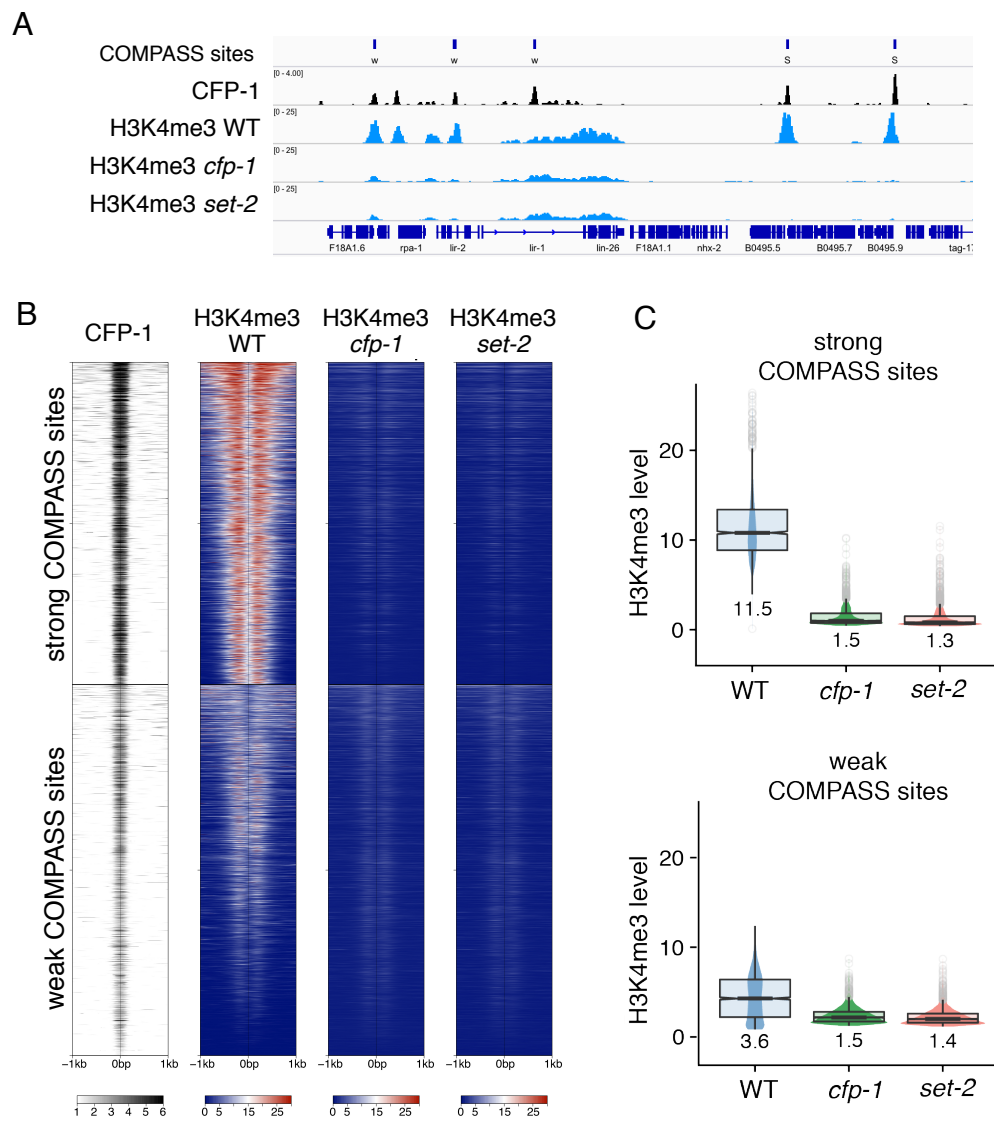 A
COMPASS sites
w w w S S
CFP-1
[0 - 4.00]
H3K4me3 WT
[0 - 25]
H3K4me3 cfp-1
[0 - 25]
H3K4me3 set-2
[0 - 25]
F18A1.6 rpa-1 lir-2 lir-1 lin-26 F18A1.1 nhx-2 B0495.5 B0495.7 B0495.9 tag-17
B
CFP-1
H3K4me3
WT
H3K4me3
cfp-1
H3K4me3
set-2
strong COMPASS sites
weak COMPASS sites
−1kb 0bp 1kb
−1kb 0bp 1kb
−1kb 0bp 1kb
−1kb 0bp 1kb
1 2 3 4 5 6
0 5 15 25
0 5 15 25
0 5 15 25
C
strong
COMPASS sites
H3K4me3 level
20
10
0
11.5
1.5
1.3
WT cfp-1 set-2
weak
COMPASS sites
H3K4me3 level
20
10
0
3.6
1.5
1.4
WT cfp-1 set-2